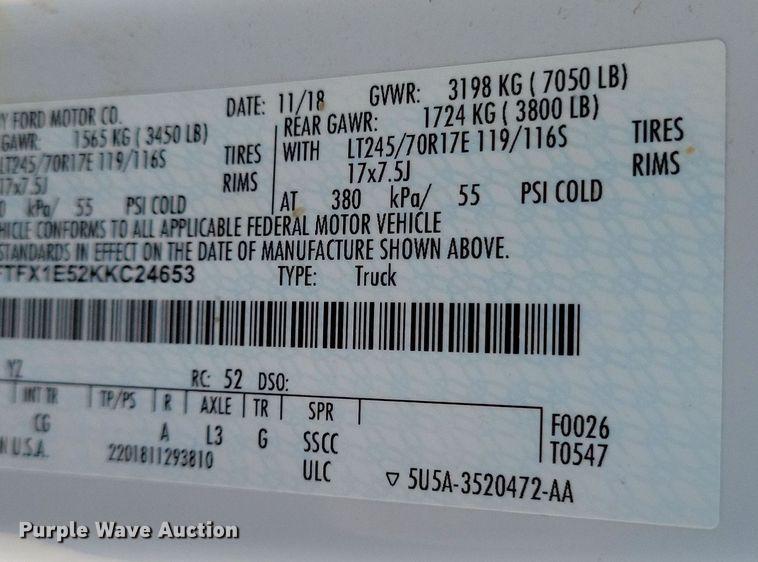 Y FORD MOTOR CO. DATE: 11/18 GVWR: 3198 KG ( 7050 LB)
GAWR: 1565 KG ( 3450 LB) REAR GAWR: 1724 KG ( 3800 LB)
LT245/70R17E 119/116S TIRES WITH LT245/70R17E 119/116S TIRES
17x7.5J RIMS 17x7.5J RIMS
0 kPa/ 55 PSI COLD AT 380 kPa/ 55 PSI COLD
HICLE CONFORMS TO ALL APPLICABLE FEDERAL MOTOR VEHICLE
STANDARDS IN EFFECT ON THE DATE OF MANUFACTURE SHOWN ABOVE.
FTFX1E52KKC24653 TYPE: Truck
YZ
RC: 52 DSO:
INT TR TP/PS R AXLE TR SPR F0026
CG A L3 G SSCC T0547
N U.S.A. 2201811293810 ULC ▽ 5U5A-3520472-AA
Purple Wave Auction